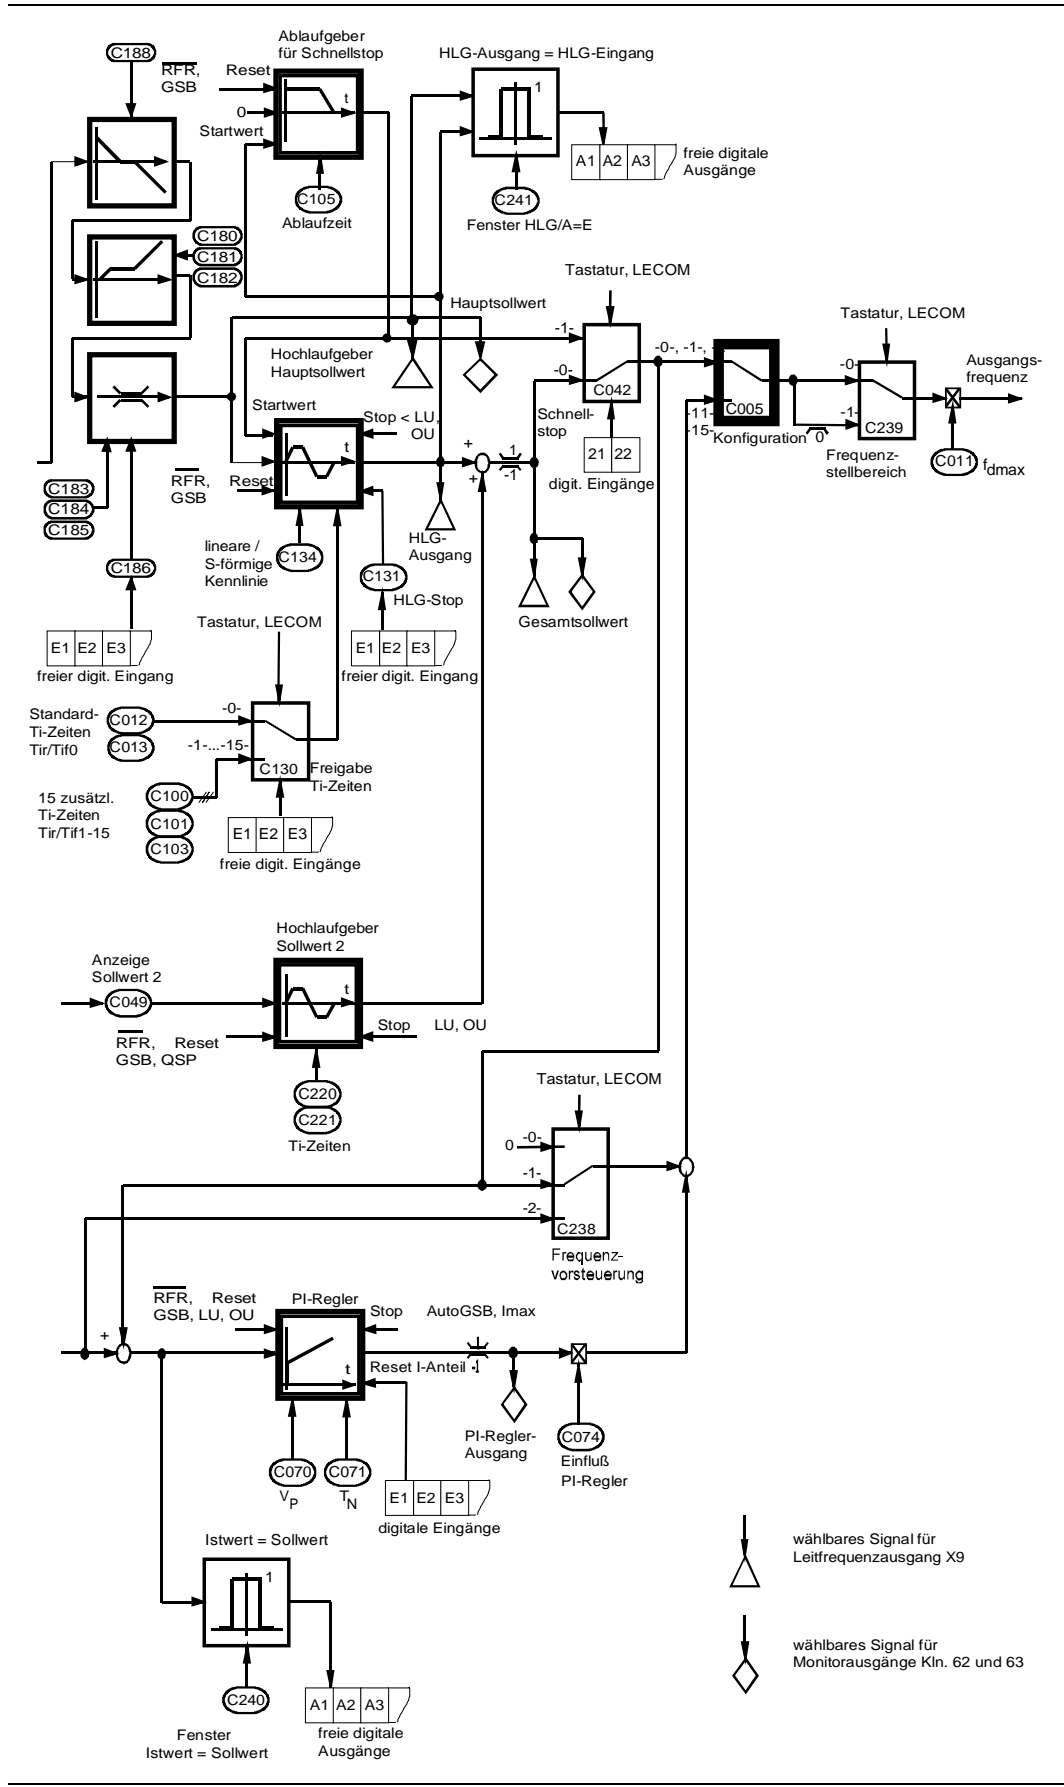 C188
RFR,
GSB
Reset
0
Startwert
Ablaufgeber
für Schnellstop
t
C105
Ablaufzeit
HLG-Ausgang = HLG-Eingang
1
C241
Fenster HLG/A=E
A1 A2 A3
freie digitale
Ausgänge
C180
C181
C182
Hauptsollwert
Hochlaufgeber
Hauptsollwert
Startwert
Stop < LU,
OU
t
RFR,
GSB
Reset
C183
C184
C185
C186
E1 E2 E3
freier digit. Eingang
lineare /
S-förmige
Kennlinie
C134
C131
HLG-Stop
E1 E2 E3
freier digit. Eingang
HLG-
Ausgang
+
+
1
-1
Schnell-
stop
Gesamtsollwert
Tastatur, LECOM
-1-
-0-
C042
21 22
digit. Eingänge
-0-, -1-, -
-11-
-15-
C005
Konfiguration
0
Tastatur, LECOM
-0-
-1-
C239
Frequenz-
stellbereich
Ausgangs-
frequenz
C011
fdmax
Tastatur, LECOM
Standard-
Ti-Zeiten
Tir/Tif0
C012
C013
-0-
-1-...-15-
C130
Freigabe
Ti-Zeiten
15 zusätzl.
Ti-Zeiten
Tir/Tif1-15
C100
C101
C103
E1 E2 E3
freie digit. Eingänge
Hochlaufgeber
Sollwert 2
Anzeige
Sollwert 2
C049
t
RFR, Reset
GSB, QSP
Stop LU, OU
C220
C221
Ti-Zeiten
Tastatur, LECOM
0
-0-
-1-
-2-
C238
Frequenz-
vorsteuerung
RFR, Reset
GSB, LU, OU
PI-Regler
Stop
AutoGSB, Imax
+
t
Reset I-Anteil
1
-1
PI-Regler-
Ausgang
C074
Einfluß
PI-Regler
C070
VP
C071
TN
E1 E2 E3
digitale Eingänge
Istwert = Sollwert
1
C240
Fenster
Istwert = Sollwert
A1 A2 A3
freie digitale
Ausgänge
wählbares Signal für
Leitfrequenzausgang X9
wählbares Signal für
Monitorausgänge Kln. 62 und 63